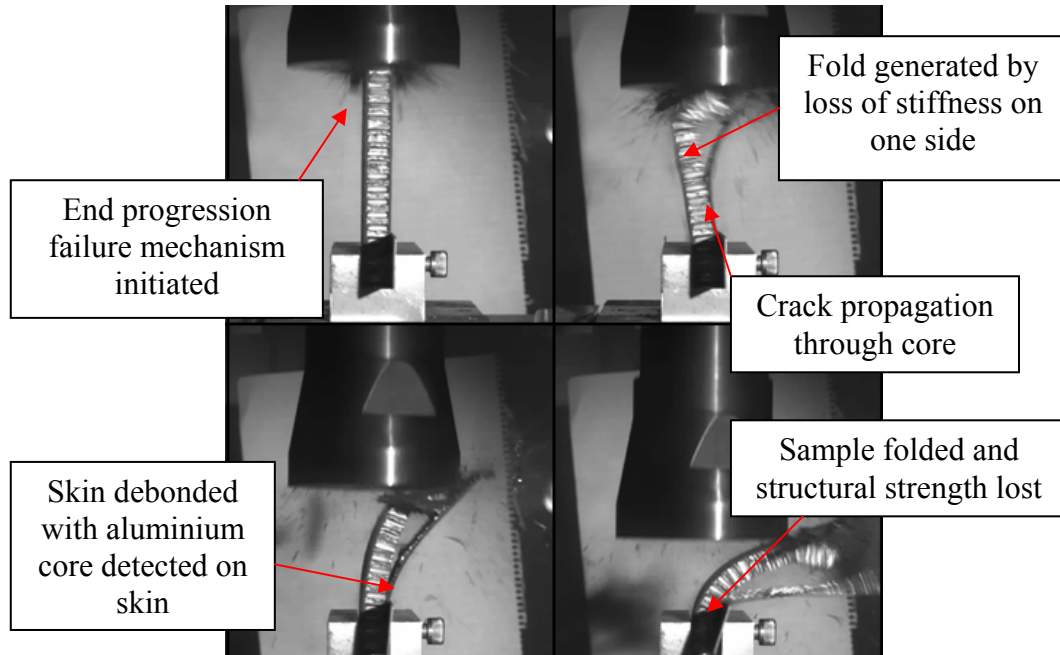 End progression
failure mechanism
initiated
Fold generated by
loss of stiffness on
one side
Crack propagation
through core
Skin debonded
with aluminium
core detected on
skin
Sample folded and
structural strength lost